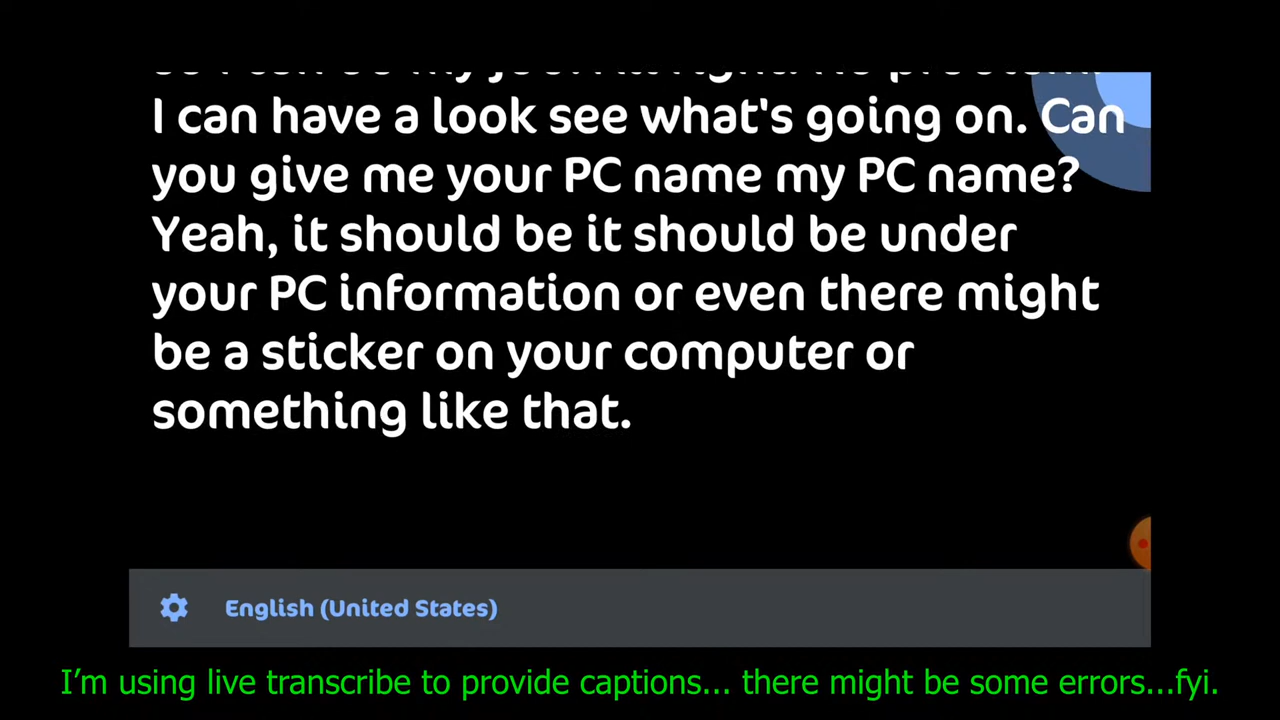 I can have a look see what's going on. Can
you give me your PC name my PC name?
Yeah, it should be it should be under
your PC information or even there might
be a sticker on your computer or
something like that.
English (United States)
I'm using live transcribe to provide captions... there might be some errors...fyi.